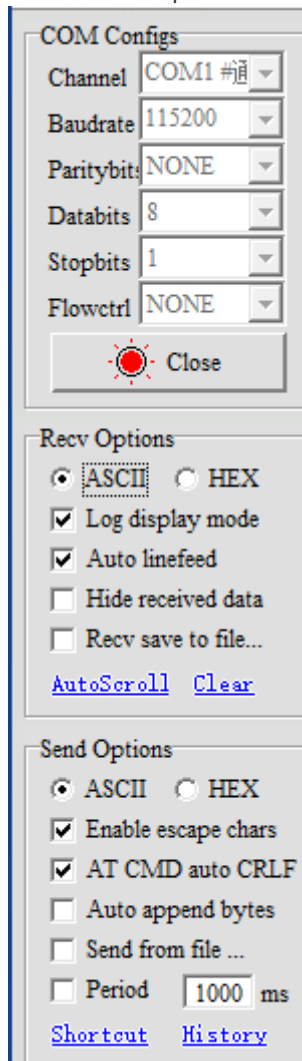 COM Configs
Channel COM1 #通
Baudrate 115200
Paritybits NONE
Databits 8
Stopbits 1
Flowctrl NONE
Close
Recv Options
ASCII HEX
Log display mode
Auto linefeed
Hide received data
Recv save to file...
AutoScroll Clear
Send Options
ASCII HEX
Enable escape chars
AT CMD auto CRLF
Auto append bytes
Send from file ...
Period 1000 ms
Shortcut History